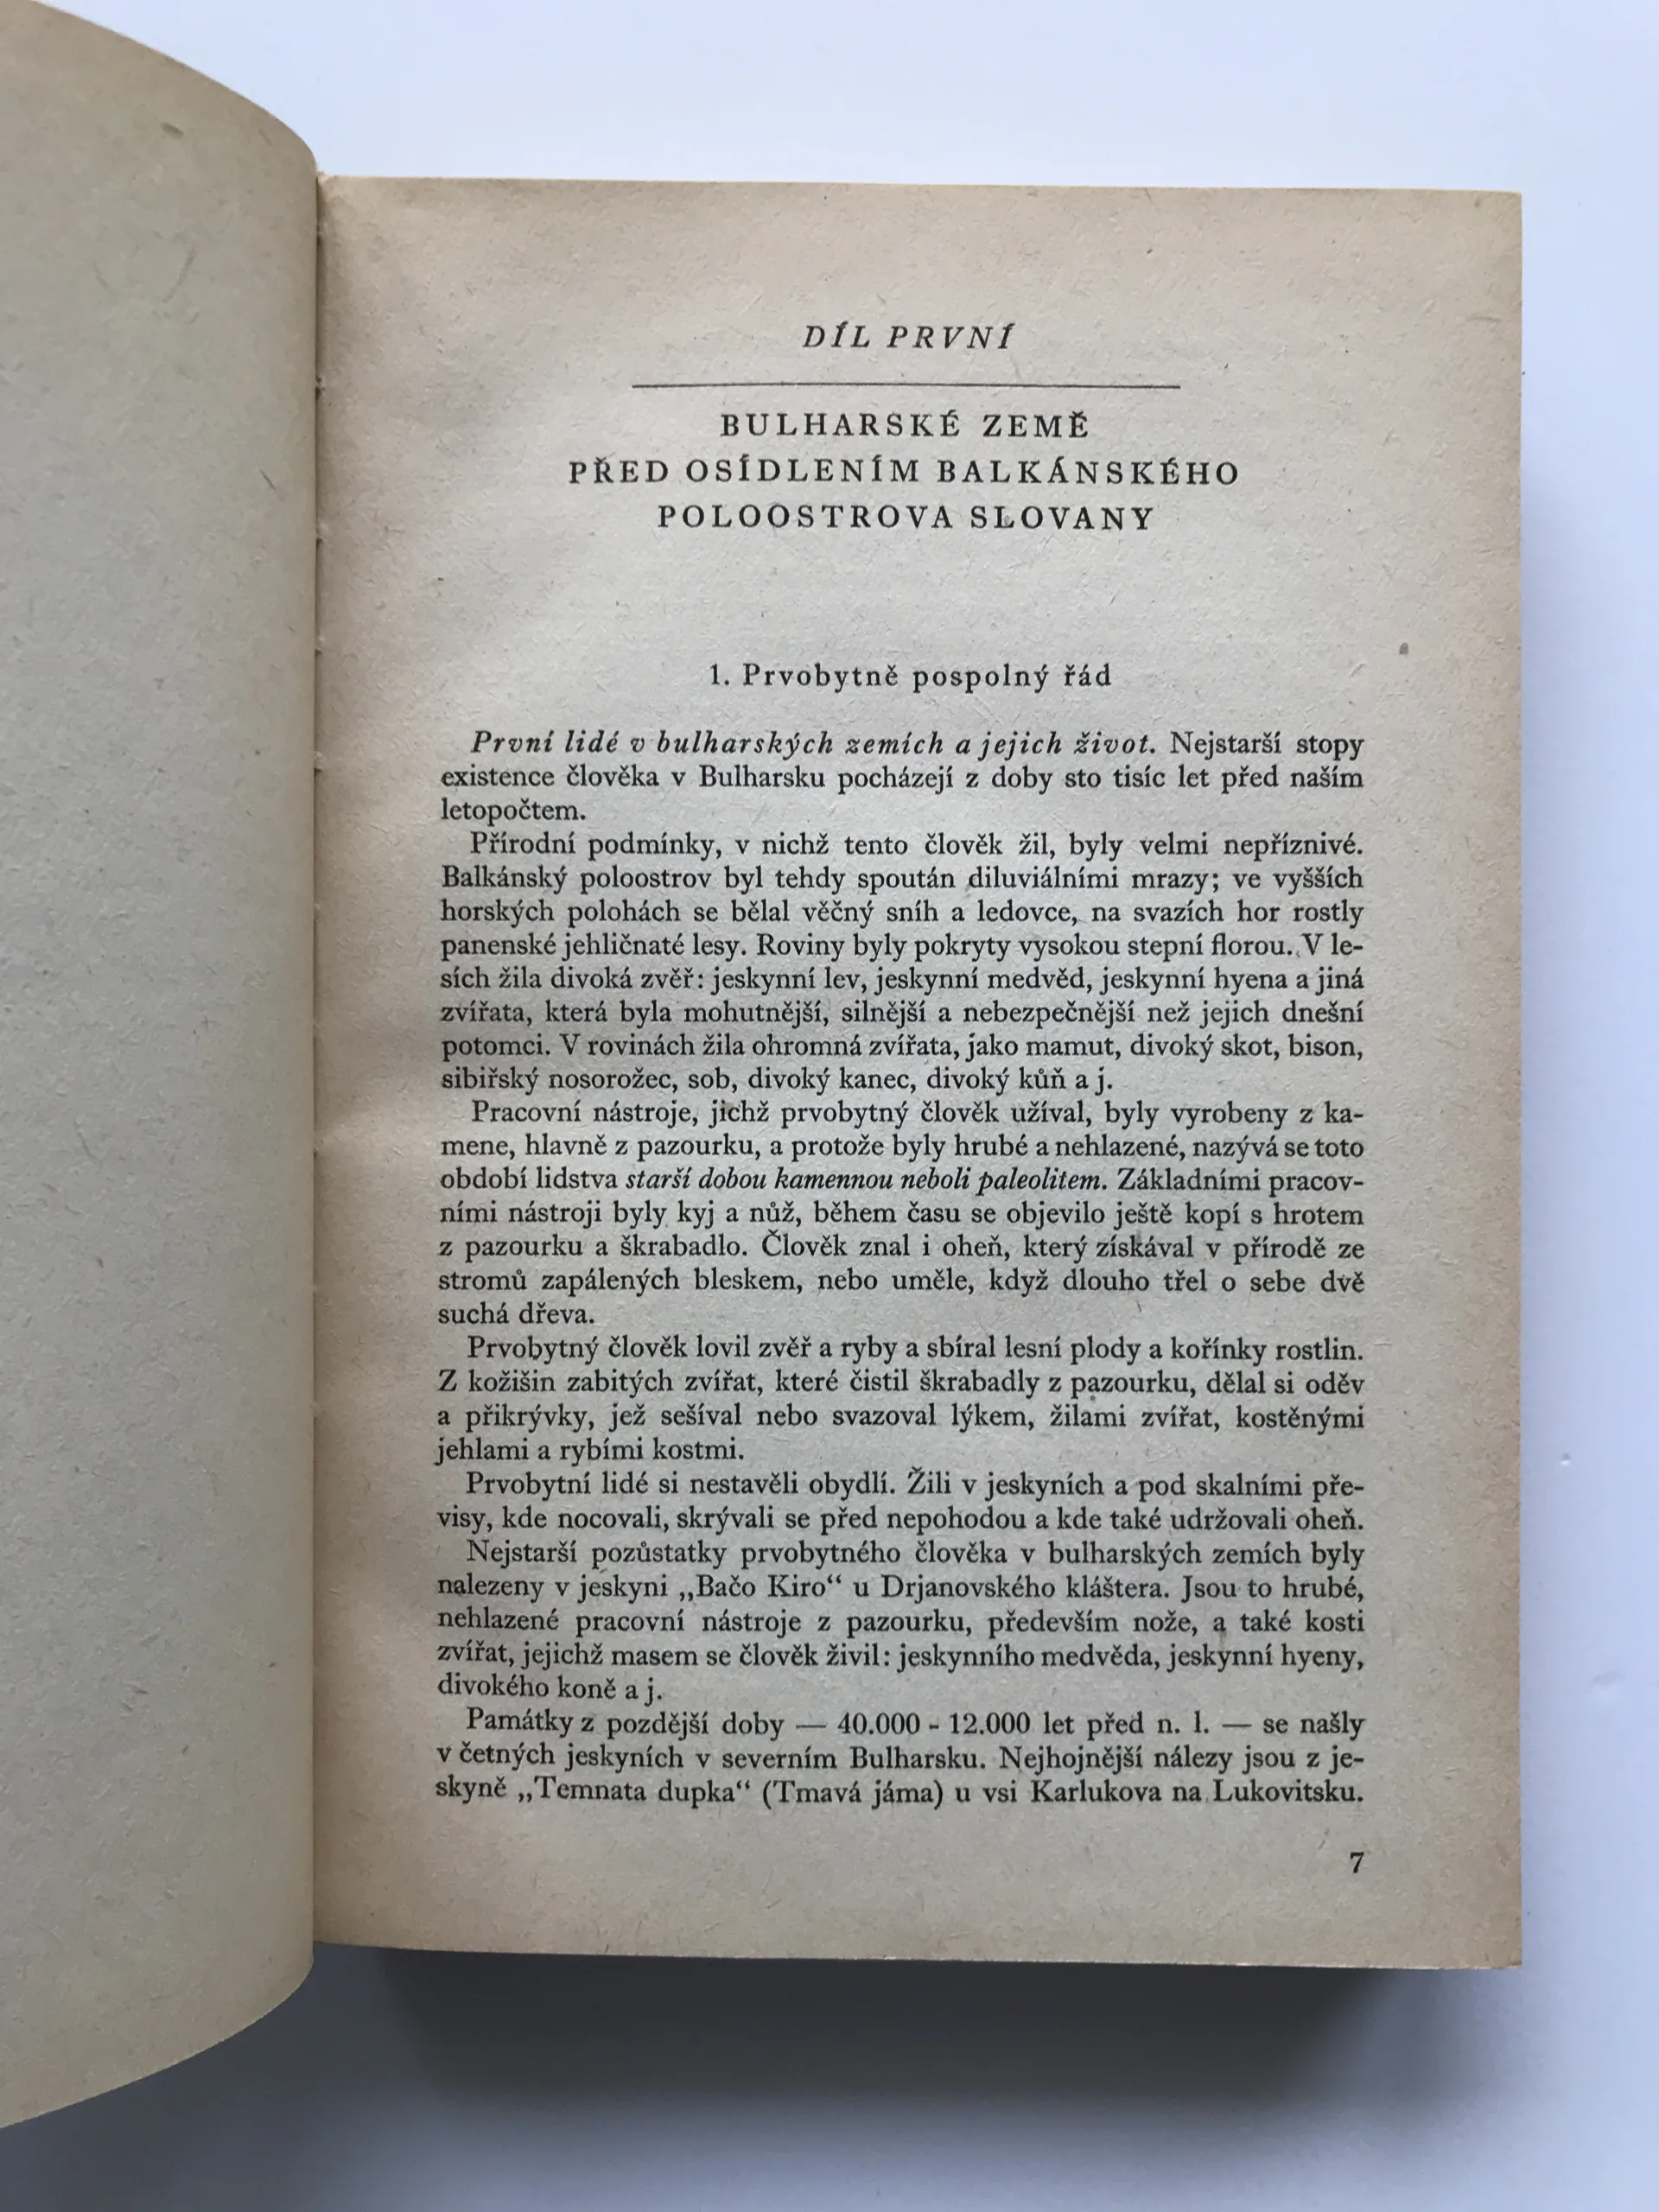 DÍL PRVNÍ
BULHARSKÉ ZEMĚ
PŘED OSÍDLENÍM BALKÁNSKÉHO
POLOOSTROVA SLOVANY
1. Prvobytně pospolný řád
První lidé v bulharských zemích a jejich život. Nejstarší stopy
existence člověka v Bulharsku pocházejí z doby sto tisíc let před naším
letopočtem.
Přírodní podmínky, v nichž tento člověk žil, byly velmi nepříznivé.
Balkánský poloostrov byl tehdy spoután diluviálními mrazy; ve vyšších
horských polohách se bělal věčný sníh a ledovce, na svazích hor rostly
panenské jehličnaté lesy. Roviny byly pokryty vysokou stepní florou. V le-
sích žila divoká zvěř: jeskynní lev, jeskynní medvěd, jeskynní hyena a jiná
zvířata, která byla mohutnější, silnější a nebezpečnější než jejich dnešní
potomci. V rovinách žila ohromná zvířata, jako mamut, divoký skot, bison,
sibiřský nosorožec, sob, divoký kanec, divoký kůň a j.
Pracovní nástroje, jichž prvobytný člověk užíval, byly vyrobeny z ka-
mene, hlavně z pazourku, a protože byly hrubé a nehlazené, nazývá se toto
období lidstva starší dobou kamennou neboli paleolitem. Základními pracov-
ními nástroji byly kyj a nůž, během času se objevilo ještě kopí s hrotem
z pazourku a škrabadlo. Člověk znal i oheň, který získával v přírodě ze
stromů zapálených bleskem, nebo uměle, když dlouho třel o sebe dvě
suchá dřeva.
Prvobytný člověk lovil zvěř a ryby a sbíral lesní plody a kořínky rostlin.
Z kožišin zabitých zvířat, které čistil škrabadly z pazourku, dělal si oděv
a přikrývky, jež sešíval nebo svazoval lýkem, žilami zvířat, kostěnými
jehlami a rybími kostmi.
Prvobytní lidé si nestavěli obydlí. Žili v jeskyních a pod skalními pře-
visy, kde nocovali, skrývali se před nepohodou a kde také udržovali oheň.
Nejstarší pozůstatky prvobytného člověka v bulharských zemích byly
nalezeny v jeskyni „Bačo Kiro“ u Drjanovského kláštera. Jsou to hrubé,
nehlazené pracovní nástroje z pazourku, především nože, a také kosti
zvířat, jejichž masem se člověk živil: jeskynního medvěda, jeskynní hyeny,
divokého koně a j.
Památky z pozdější doby — 40.000 - 12.000 let před n. l. — se našly
v četných jeskyních v severním Bulharsku. Nejhojnější nálezy jsou z je-
skyně „Temnata dupka“ (Tmavá jáma) u vsi Karlukova na Lukovitsku.
7